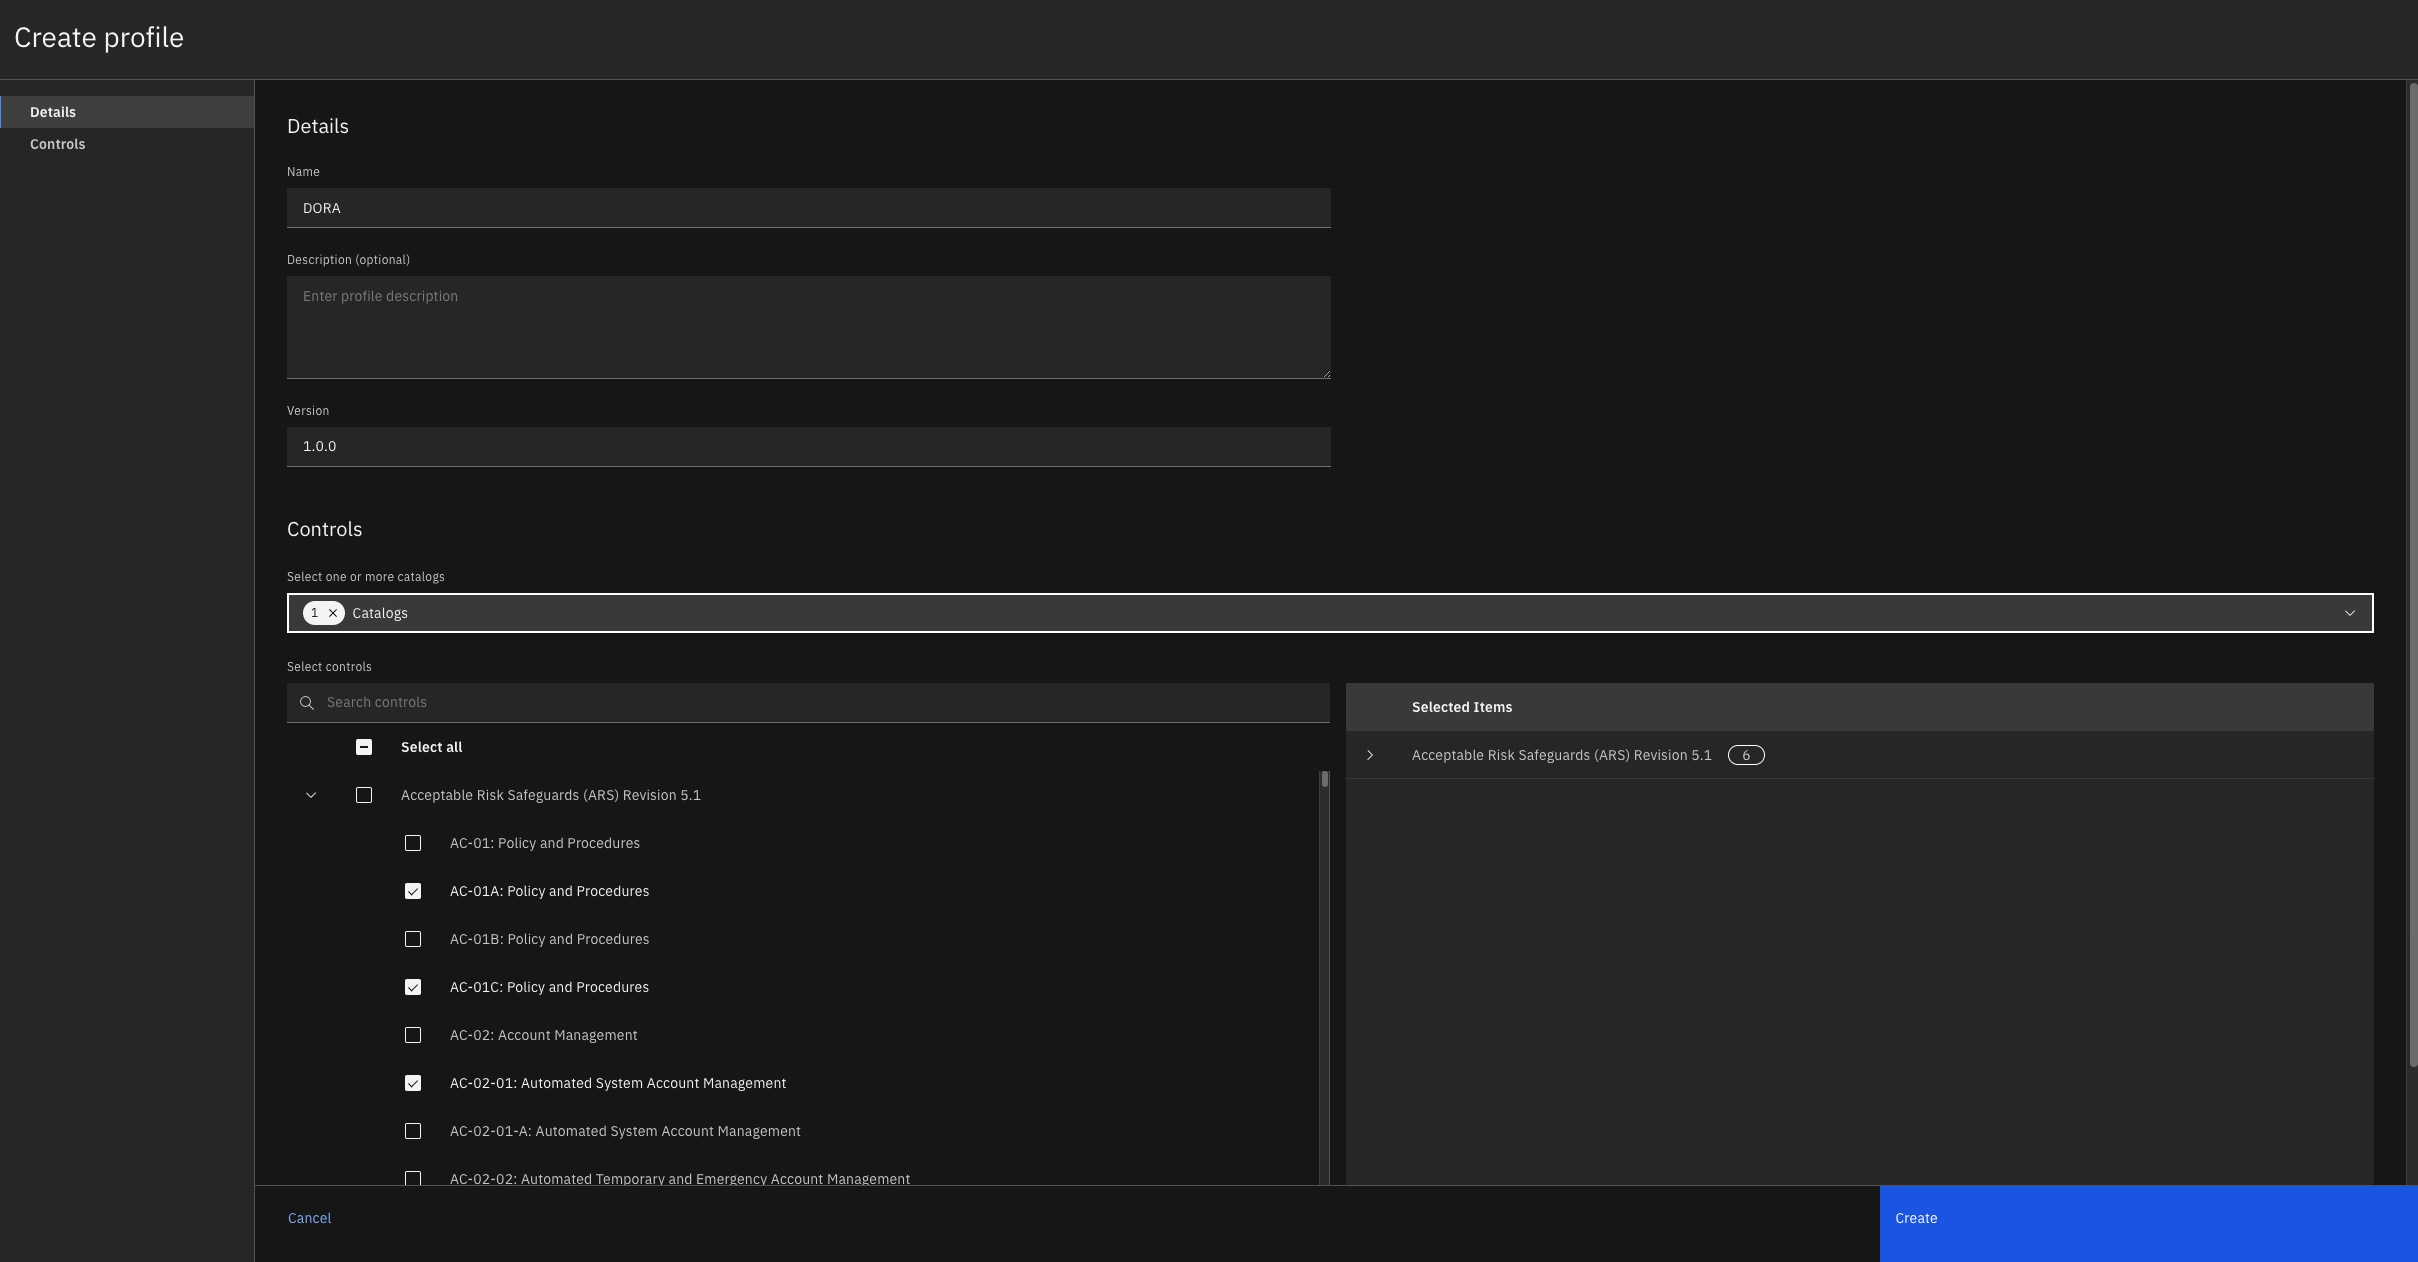 Create profile
Details
Controls
Details
Name
DORA
Description (optional)
Enter profile description
Version
1.0.0
Controls
Select one or more catalogs
1 Catalogs
Select controls
Search controls
Select all
Acceptable Risk Safeguards (ARS) Revision 5.1
AC-01: Policy and Procedures
AC-01A: Policy and Procedures
AC-01B: Policy and Procedures
AC-01C: Policy and Procedures
AC-02: Account Management
AC-02-01: Automated System Account Management
AC-02-01-A: Automated System Account Management
AC-02-02: Automated Temporary and Emergency Account Management
Selected Items
Acceptable Risk Safeguards (ARS) Revision 5.1 6
Cancel
Create